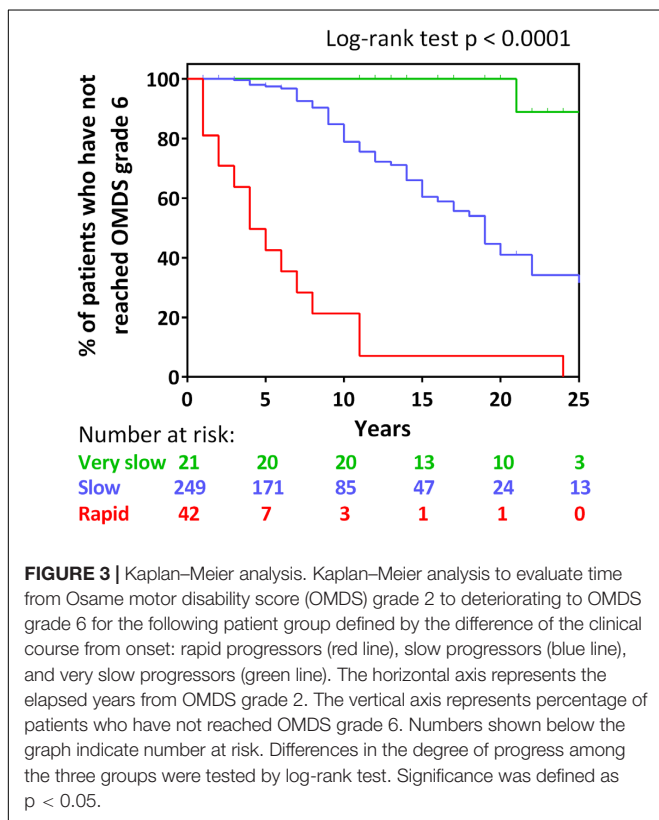 Log-rank test p < 0.0001
% of patients who have not
reached OMDS grade 6
100
80
60
40
20
0
0 5 10 15 20 25
Years
Number at risk:
Very slow 21 20 20 13 10 3
Slow 249 171 85 47 24 13
Rapid 42 7 3 1 1 0
FIGURE 3 | Kaplan–Meier analysis. Kaplan–Meier analysis to evaluate time
from Osame motor disability score (OMDS) grade 2 to deteriorating to OMDS
grade 6 for the following patient group defined by the difference of the clinical
course from onset: rapid progressors (red line), slow progressors (blue line),
and very slow progressors (green line). The horizontal axis represents the
elapsed years from OMDS grade 2. The vertical axis represents percentage of
patients who have not reached OMDS grade 6. Numbers shown below the
graph indicate number at risk. Differences in the degree of progress among
the three groups were tested by log-rank test. Significance was defined as
p < 0.05.